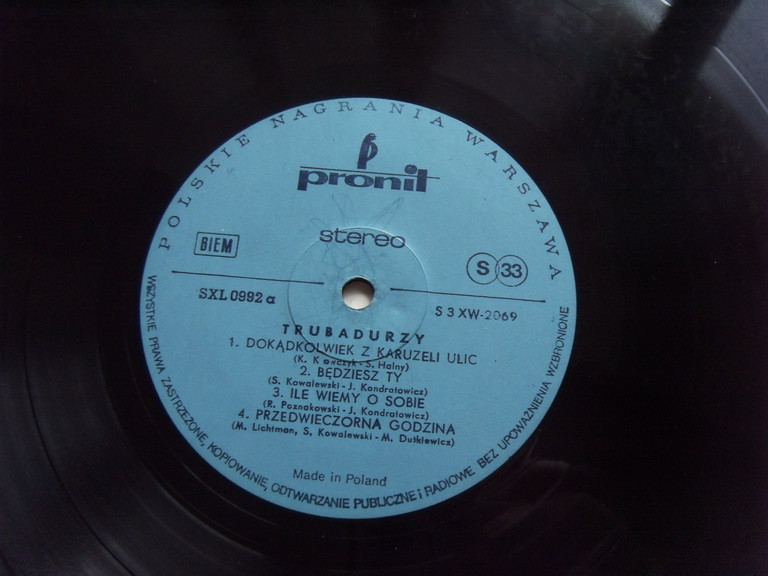 POLSKIE NAGRANIA WARSZAWA
pronit
stereo
BIEM
S 33
SXL 0992 a
S 3 XW-2069
TRUBADURZY
1. DOKĄDKOLWIEK Z KARUZELI ULIC
(K. S. Halny)
2. BĘDZIESZ TY
(S. Kowalewski - J. Kondratowicz)
3. ILE WIEMY O SOBIE
(R. Poznakowski - J. Kondratowicz)
4. PRZEDWIECZORNA GODZINA
(M. Lichtman, S. Kowalewski - M. Dutkiewicz)
Made in Poland
WSZYSTKIE PRAWA ZASTRZEŻONE, KOPIOWANIE, ODTWARZANIE PUBLICZNE i RADIOWE BEZ UPOWAŻNIENIA WZBRONIONE